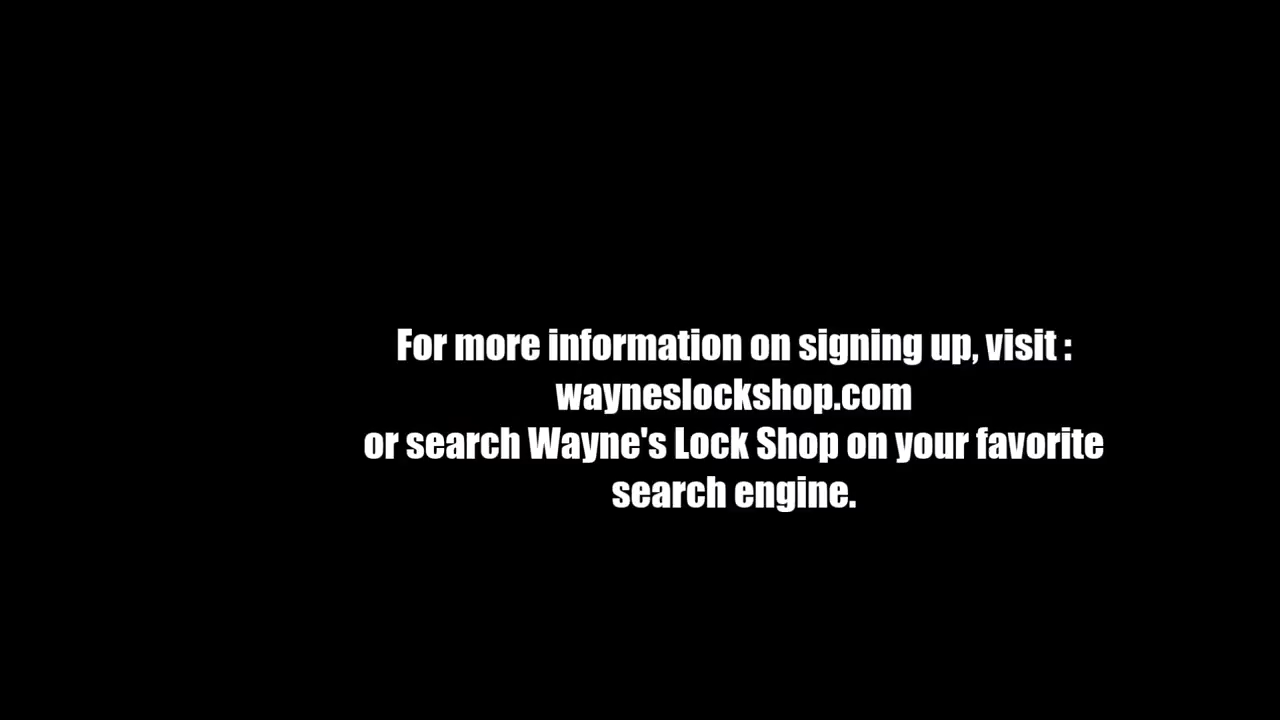 For more information on signing up, visit :
wayneslockshop.com
or search Wayne's Lock Shop on your favorite
search engine.